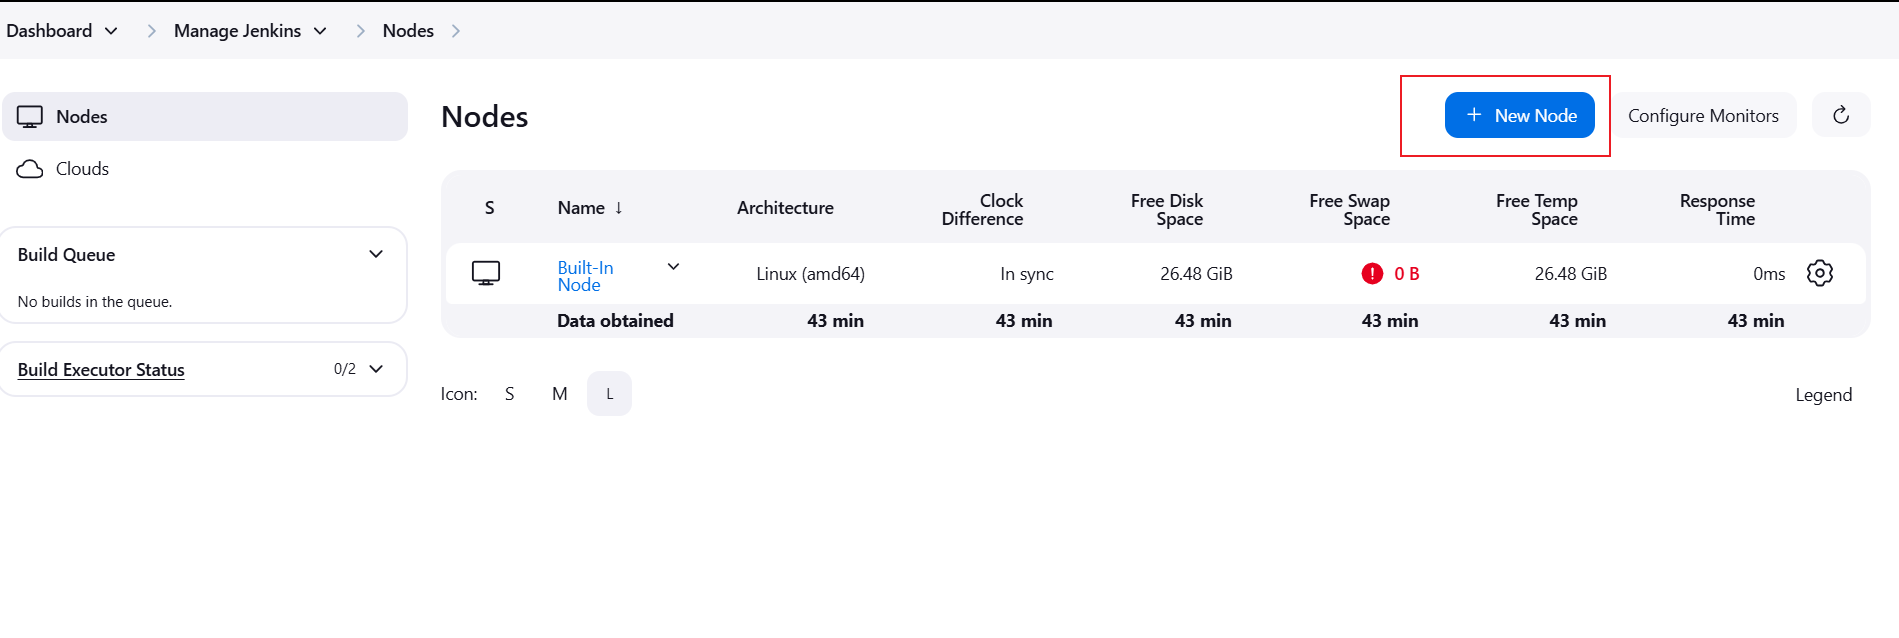 Dashboard Manage Jenkins Nodes
Nodes
Clouds
Build Queue
No builds in the queue.
Build Executor Status 0/2
Nodes
+ New Node
Configure Monitors
S Name ↓ Architecture Clock Difference Free Disk Space Free Swap Space Free Temp Space Response Time
Built-In Node Linux (amd64) In sync 26.48 GiB ! 0 B 26.48 GiB 0ms
Data obtained 43 min 43 min 43 min 43 min 43 min 43 min
Icon: S M L
Legend